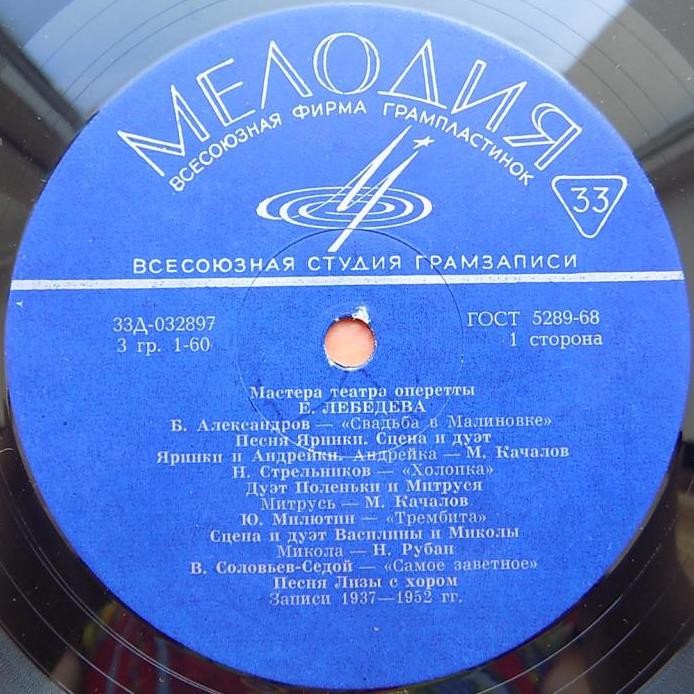 МЕЛОДИЯ
ВСЕСОЮЗНАЯ ФИРМА ГРАМПЛАСТИНОК
33
ВСЕСОЮЗНАЯ СТУДИЯ ГРАМЗАПИСИ
33Д-032897
ГОСТ 5289-68
3 гр. 1-60
1 сторона
Мастера театра оперетты
Е. ЛЕБЕДЕВА
Б. Александров — «Свадьба в Малиновке»
Песня Яринки. Сцена и дуэт
Яринки и Андрейки. Андрейка — М. Качалов
Н. Стрельников — «Холопка»
Дуэт Поленьки и Митруся
Митрусь — М. Качалов
Ю. Милютин — «Трембита»
Сцена и дуэт Василины и Миколы
Микола — Н. Рубан
В. Соловьев-Седой — «Самое заветное»
Песня Лизы с хором
Записи 1937—1952 гг.